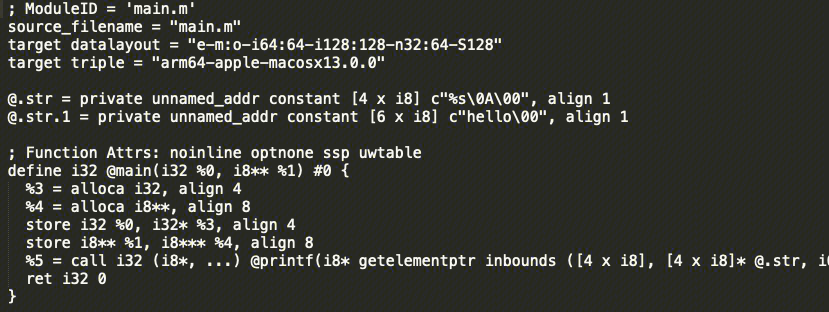 ; ModuleID = 'main.m'
source_filename = "main.m"
target datalayout = "e-m:o-i64:64-i128:128-n32:64-S128"
target triple = "arm64-apple-macosx13.0.0"
@.str = private unnamed_addr constant [4 x i8] c"%s\0A\00", align 1
@.str.1 = private unnamed_addr constant [6 x i8] c"hello\00", align 1
; Function Attrs: noinline optnone ssp uwtable
define i32 @main(i32 %0, i8** %1) #0 {
%3 = alloca i32, align 4
%4 = alloca i8**, align 8
store i32 %0, i32* %3, align 4
store i8** %1, i8*** %4, align 8
%5 = call i32 (i8*, ...) @printf(i8* getelementptr inbounds ([4 x i8], [4 x i8]* @.str,
ret i32 0
}